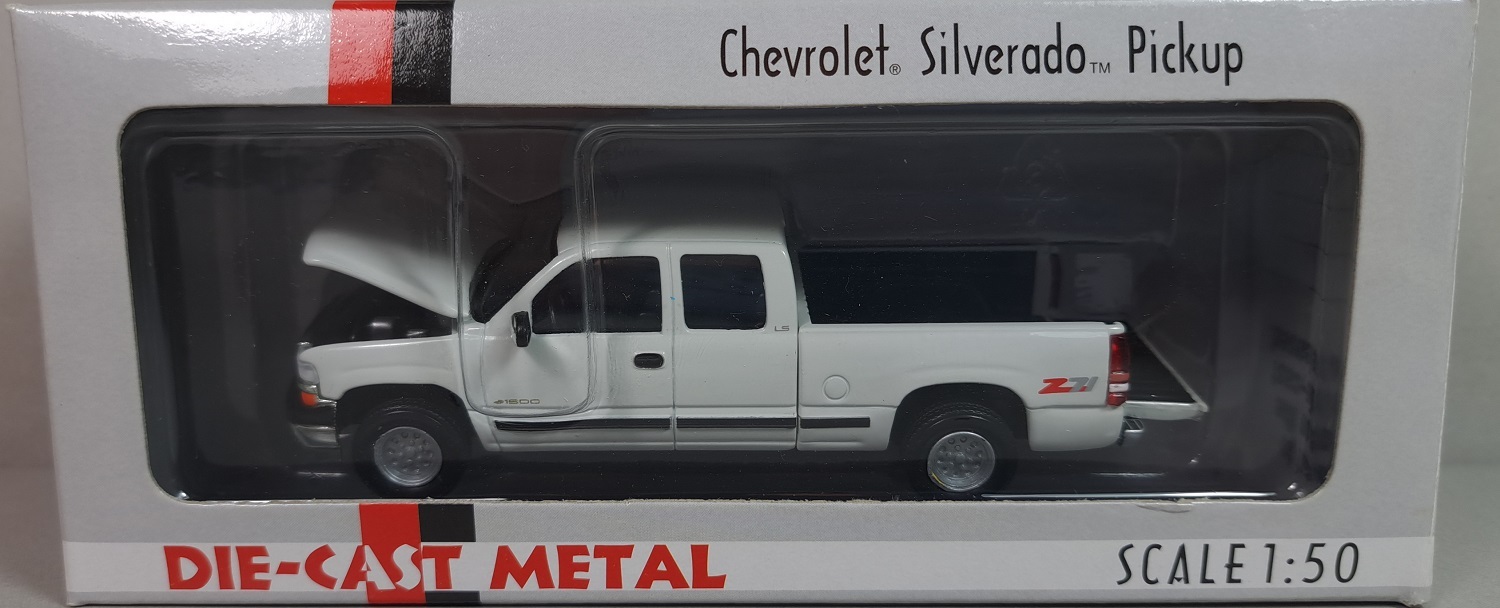 Chevrolet® Silverado™ Pickup
LS
1500
Z71
DIE-CAST METAL
SCALE 1:50